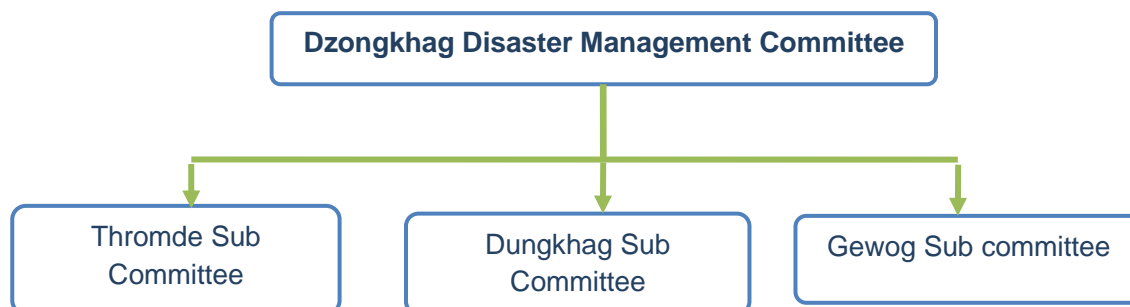 Dzongkhag Disaster Management Committee
Thromde Sub
Committee
Dungkhag Sub
Committee
Gewog Sub committee